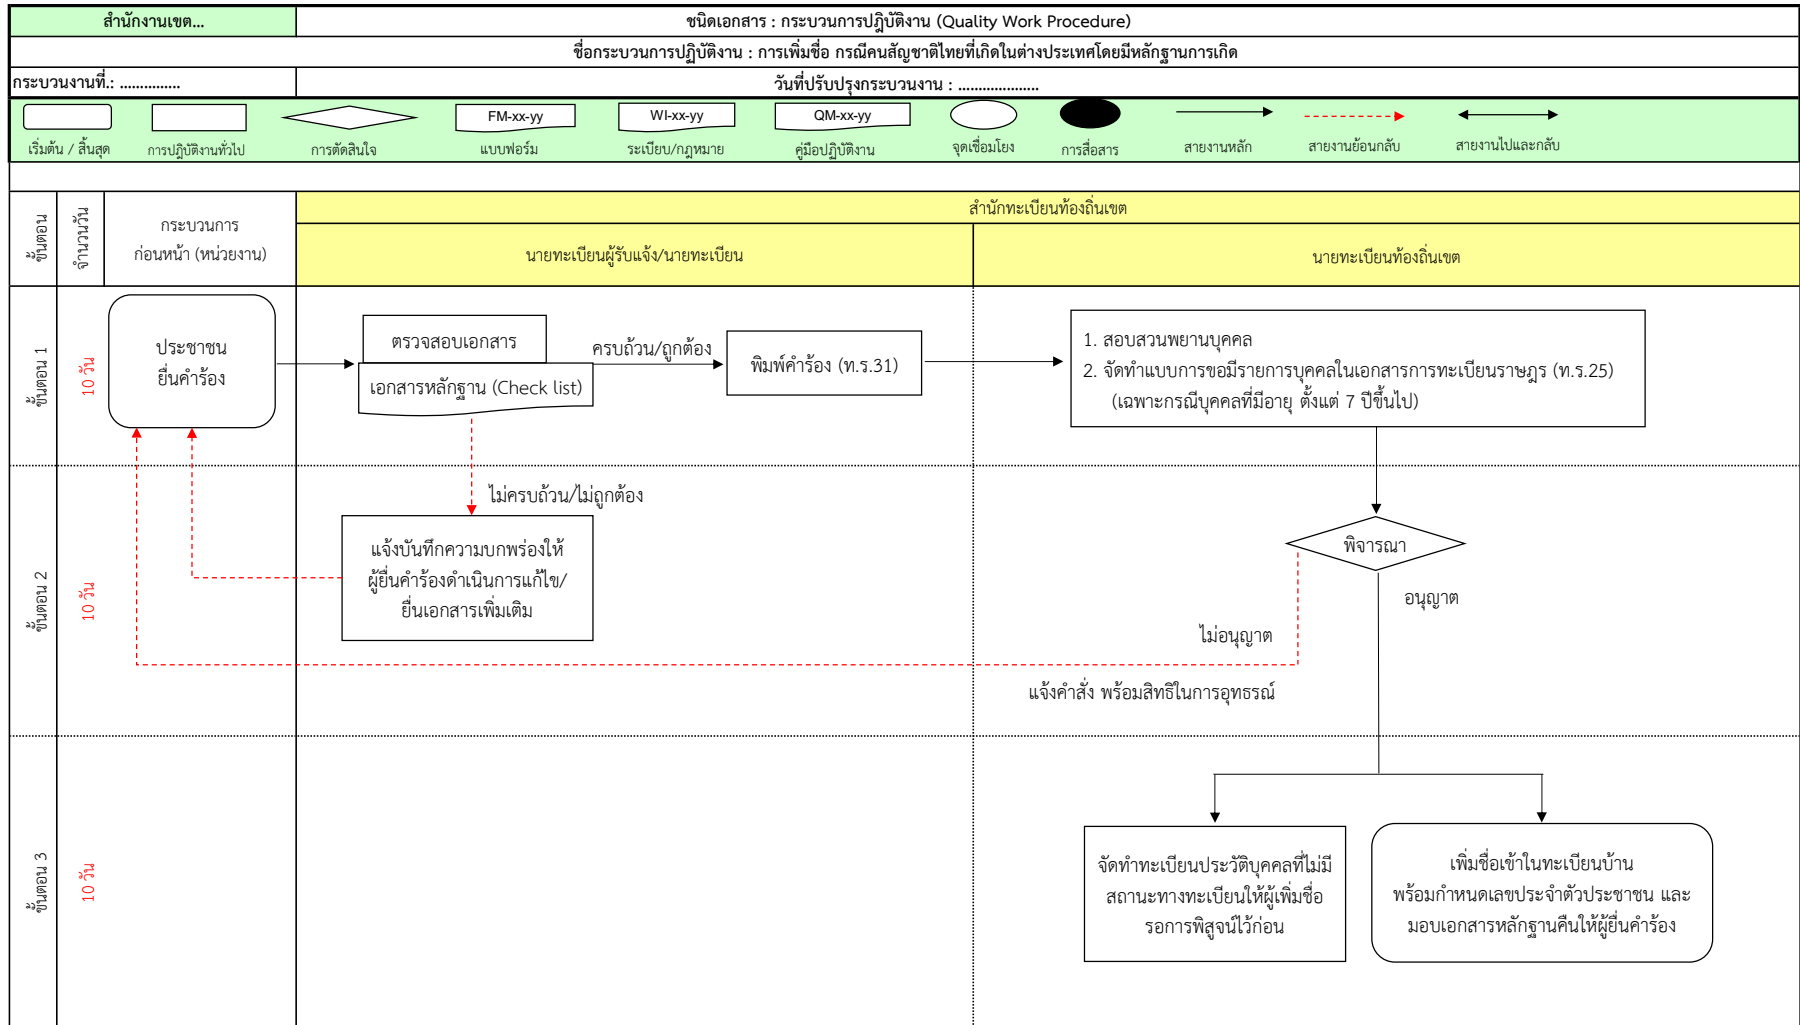 สำนักงานเขต...
ชนิดเอกสาร : กระบวนการปฏิบัติงาน (Quality Work Procedure)
ชื่อกระบวนการปฏิบัติงาน : การเพิ่มชื่อ กรณีคนสัญชาติไทยที่เกิดในต่างประเทศโดยมีหลักฐานการเกิด
กระบวนงานที่.: ...............
วันที่ปรับปรุงกระบวนงาน : ....................
FM-xx-yy
WI-xx-yy
QM-xx-yy
เริ่มต้น / สิ้นสุด
การปฏิบัติงานทั่วไป
การตัดสินใจ
แบบฟอร์ม
ระเบียบ/กฎหมาย
คู่มือปฏิบัติงาน
จุดเชื่อมโยง
การสื่อสาร
สายงานหลัก
สายงานย้อนกลับ
สายงานไปและกลับ
ขั้นตอน
จำนวนวัน
กระบวนการ
ก่อนหน้า (หน่วยงาน)
สำนักทะเบียนท้องถิ่นเขต
นายทะเบียนผู้รับแจ้ง/นายทะเบียน
นายทะเบียนท้องถิ่นเขต
ขั้นตอน 1
10 วัน
ประชาชน
ยื่นคำร้อง
ตรวจสอบเอกสาร
เอกสารหลักฐาน (Check list)
ครบถ้วน/ถูกต้อง
พิมพ์คำร้อง (ท.ร.31)
1. สอบสวนพยานบุคคล
2. จัดทำแบบการขอมีรายการบุคคลในเอกสารการทะเบียนราษฎร (ท.ร.25)
(เฉพาะกรณีบุคคลที่มีอายุ ตั้งแต่ 7 ปีขึ้นไป)
ขั้นตอน 2
10 วัน
ไม่ครบถ้วน/ไม่ถูกต้อง
แจ้งบันทึกความบกพร่องให้
ผู้ยื่นคำร้องดำเนินการแก้ไข/
ยื่นเอกสารเพิ่มเติม
พิจารณา
อนุญาต
ไม่อนุญาต
แจ้งคำสั่ง พร้อมสิทธิในการอุทธรณ์
ขั้นตอน 3
10 วัน
จัดทำทะเบียนประวัติบุคคลที่ไม่มี
สถานะทางทะเบียนให้ผู้เพิ่มชื่อ
รอการพิสูจน์ไว้ก่อน
เพิ่มชื่อเข้าในทะเบียนบ้าน
พร้อมกำหนดเลขประจำตัวประชาชน และ
มอบเอกสารหลักฐานคืนให้ผู้ยื่นคำร้อง